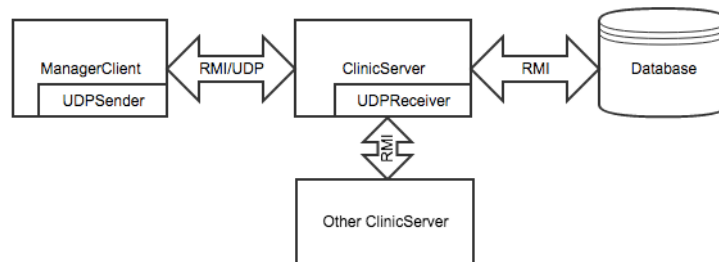 ManagerClient
UDPSender
RMI/UDP
ClinicServer
UDPReceiver
RMI
Database
RMI
Other ClinicServer